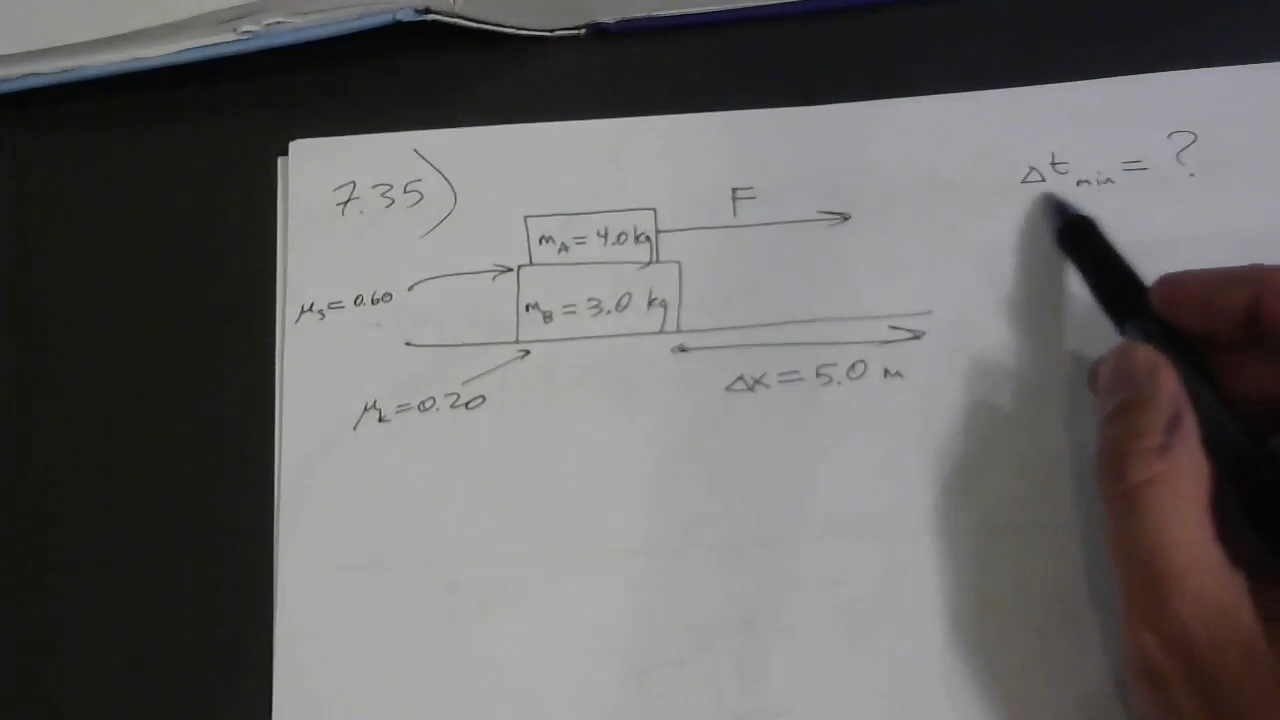 7.35)
Δt_min = ?
F
m_A = 4.0 kg
μ_s = 0.60
m_B = 3.0 kg
Δx = 5.0 m
μ_k = 0.20